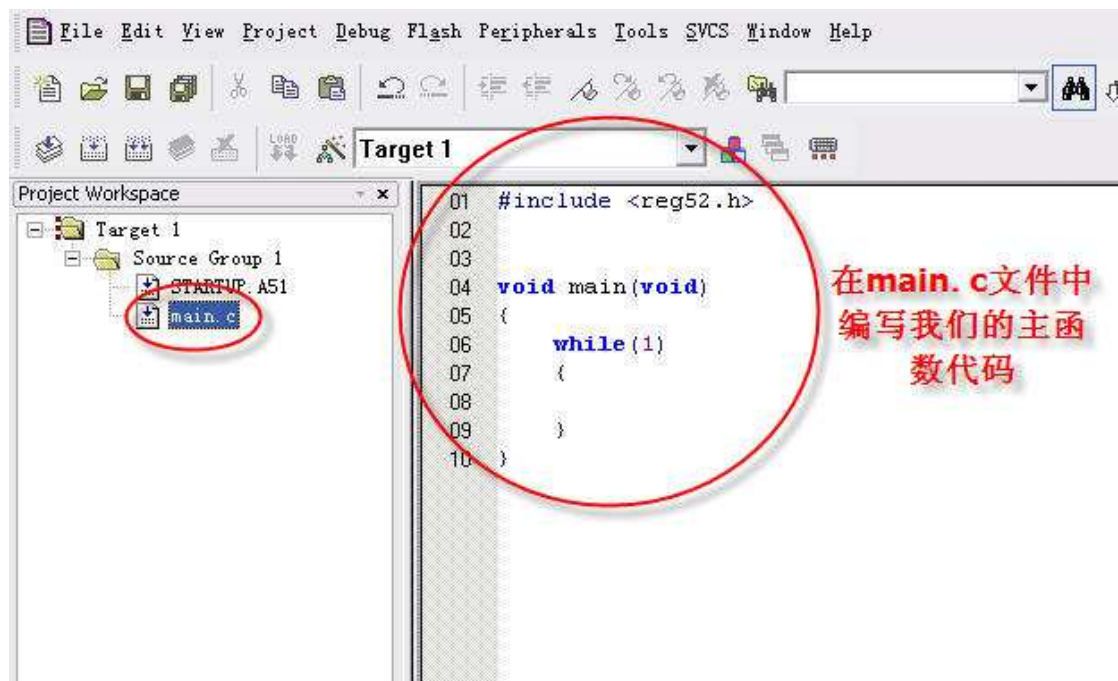 File Edit View Project Debug Flash Peripherals Tools SVCS Window Help
LOAD
Target 1
Project Workspace
Target 1
Source Group 1
STARTUP.A51
main.c
01 #include <reg52.h>
02
03
04 void main(void)
05 {
06 while(1)
07 {
08
09 }
10 }
在main.c文件中
编写我们的主函
数代码